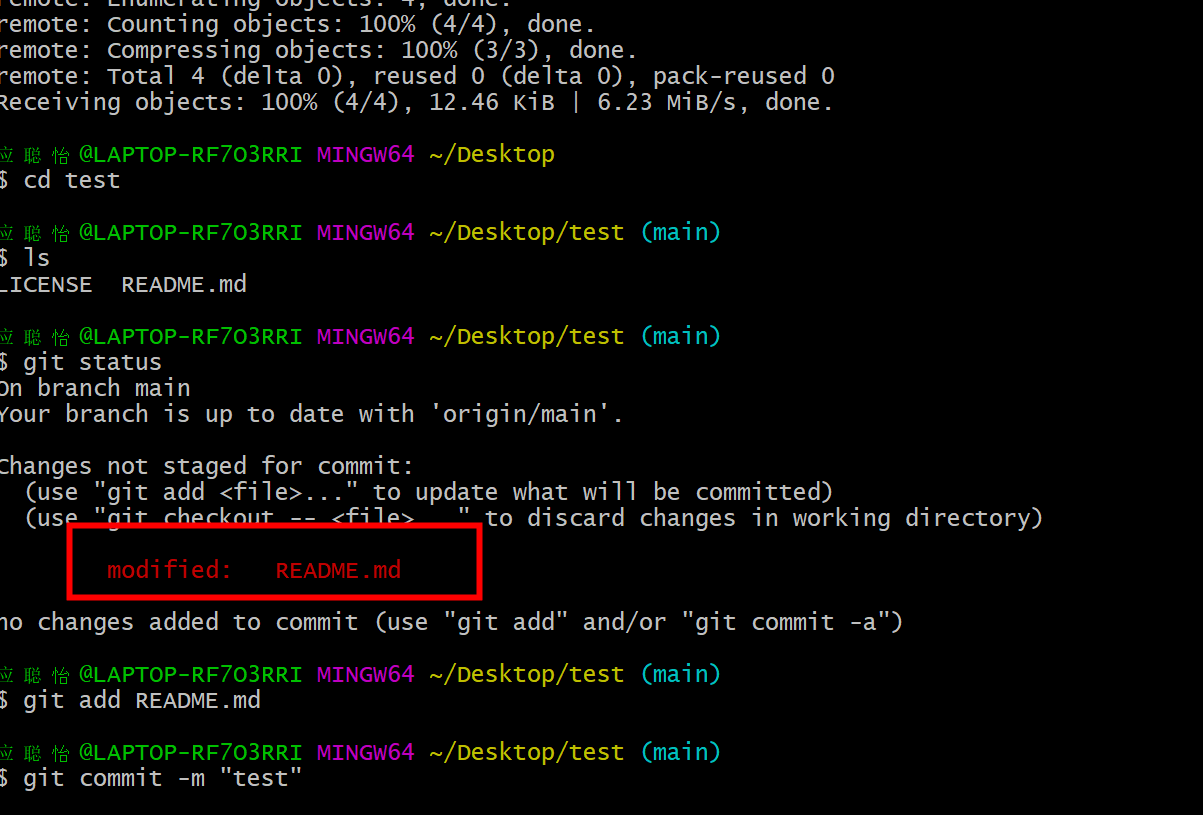 remote: Enumerating objects: 4, done.
remote: Counting objects: 100% (4/4), done.
remote: Compressing objects: 100% (3/3), done.
remote: Total 4 (delta 0), reused 0 (delta 0), pack-reused 0
Receiving objects: 100% (4/4), 12.46 KiB | 6.23 MiB/s, done.
应 聪 怡 @LAPTOP-RF7O3RRI MINGW64 ~/Desktop
$ cd test
应 聪 怡 @LAPTOP-RF7O3RRI MINGW64 ~/Desktop/test (main)
$ ls
LICENSE  README.md
应 聪 怡 @LAPTOP-RF7O3RRI MINGW64 ~/Desktop/test (main)
$ git status
On branch main
Your branch is up to date with 'origin/main'.
Changes not staged for commit:
(use "git add <file>..." to update what will be committed)
(use "git checkout -- <file>..." to discard changes in working directory)
modified:   README.md
no changes added to commit (use "git add" and/or "git commit -a")
应 聪 怡 @LAPTOP-RF7O3RRI MINGW64 ~/Desktop/test (main)
$ git add README.md
应 聪 怡 @LAPTOP-RF7O3RRI MINGW64 ~/Desktop/test (main)
$ git commit -m "test"